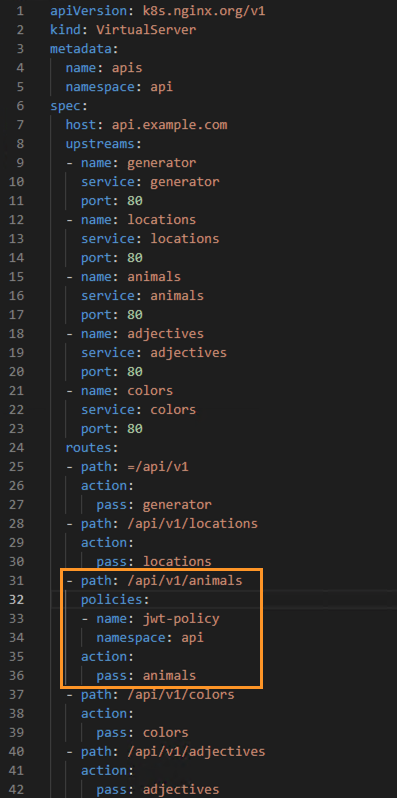 1 apiVersion: k8s.nginx.org/v1
2 kind: VirtualServer
3 metadata:
4   name: apis
5   namespace: api
6 spec:
7   host: api.example.com
8   upstreams:
9   - name: generator
10     service: generator
11     port: 80
12   - name: locations
13     service: locations
14     port: 80
15   - name: animals
16     service: animals
17     port: 80
18   - name: adjectives
19     service: adjectives
20     port: 80
21   - name: colors
22     service: colors
23     port: 80
24   routes:
25   - path: =/api/v1
26     action:
27       pass: generator
28   - path: /api/v1/locations
29     action:
30       pass: locations
31   - path: /api/v1/animals
32     policies:
33     - name: jwt-policy
34       namespace: api
35     action:
36       pass: animals
37   - path: /api/v1/colors
38     action:
39       pass: colors
40   - path: /api/v1/adjectives
41     action:
42       pass: adjectives